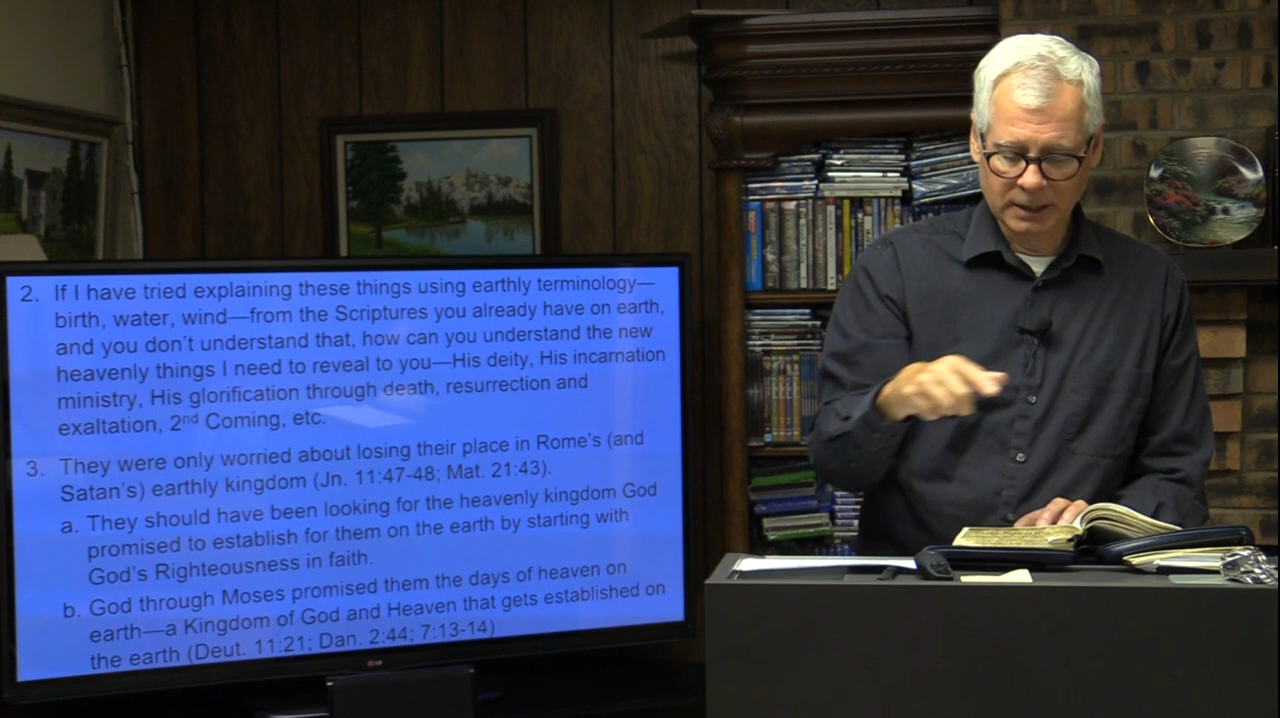 2. If I have tried explaining these things using earthly terminology—
birth, water, wind—from the Scriptures you already have on earth,
and you don't understand that, how can you understand the new
heavenly things I need to reveal to you—His deity, His incarnation
ministry, His glorification through death, resurrection and
exaltation, 2nd Coming, etc.
3. They were only worried about losing their place in Rome's (and
Satan's) earthly kingdom (Jn. 11:47-48; Mat. 21:43).
a. They should have been looking for the heavenly kingdom God
promised to establish for them on the earth by starting with
God's Righteousness in faith.
b. God through Moses promised them the days of heaven on
earth—a Kingdom of God and Heaven that gets established on
the earth (Deut. 11:21; Dan. 2:44; 7:13-14)
LG